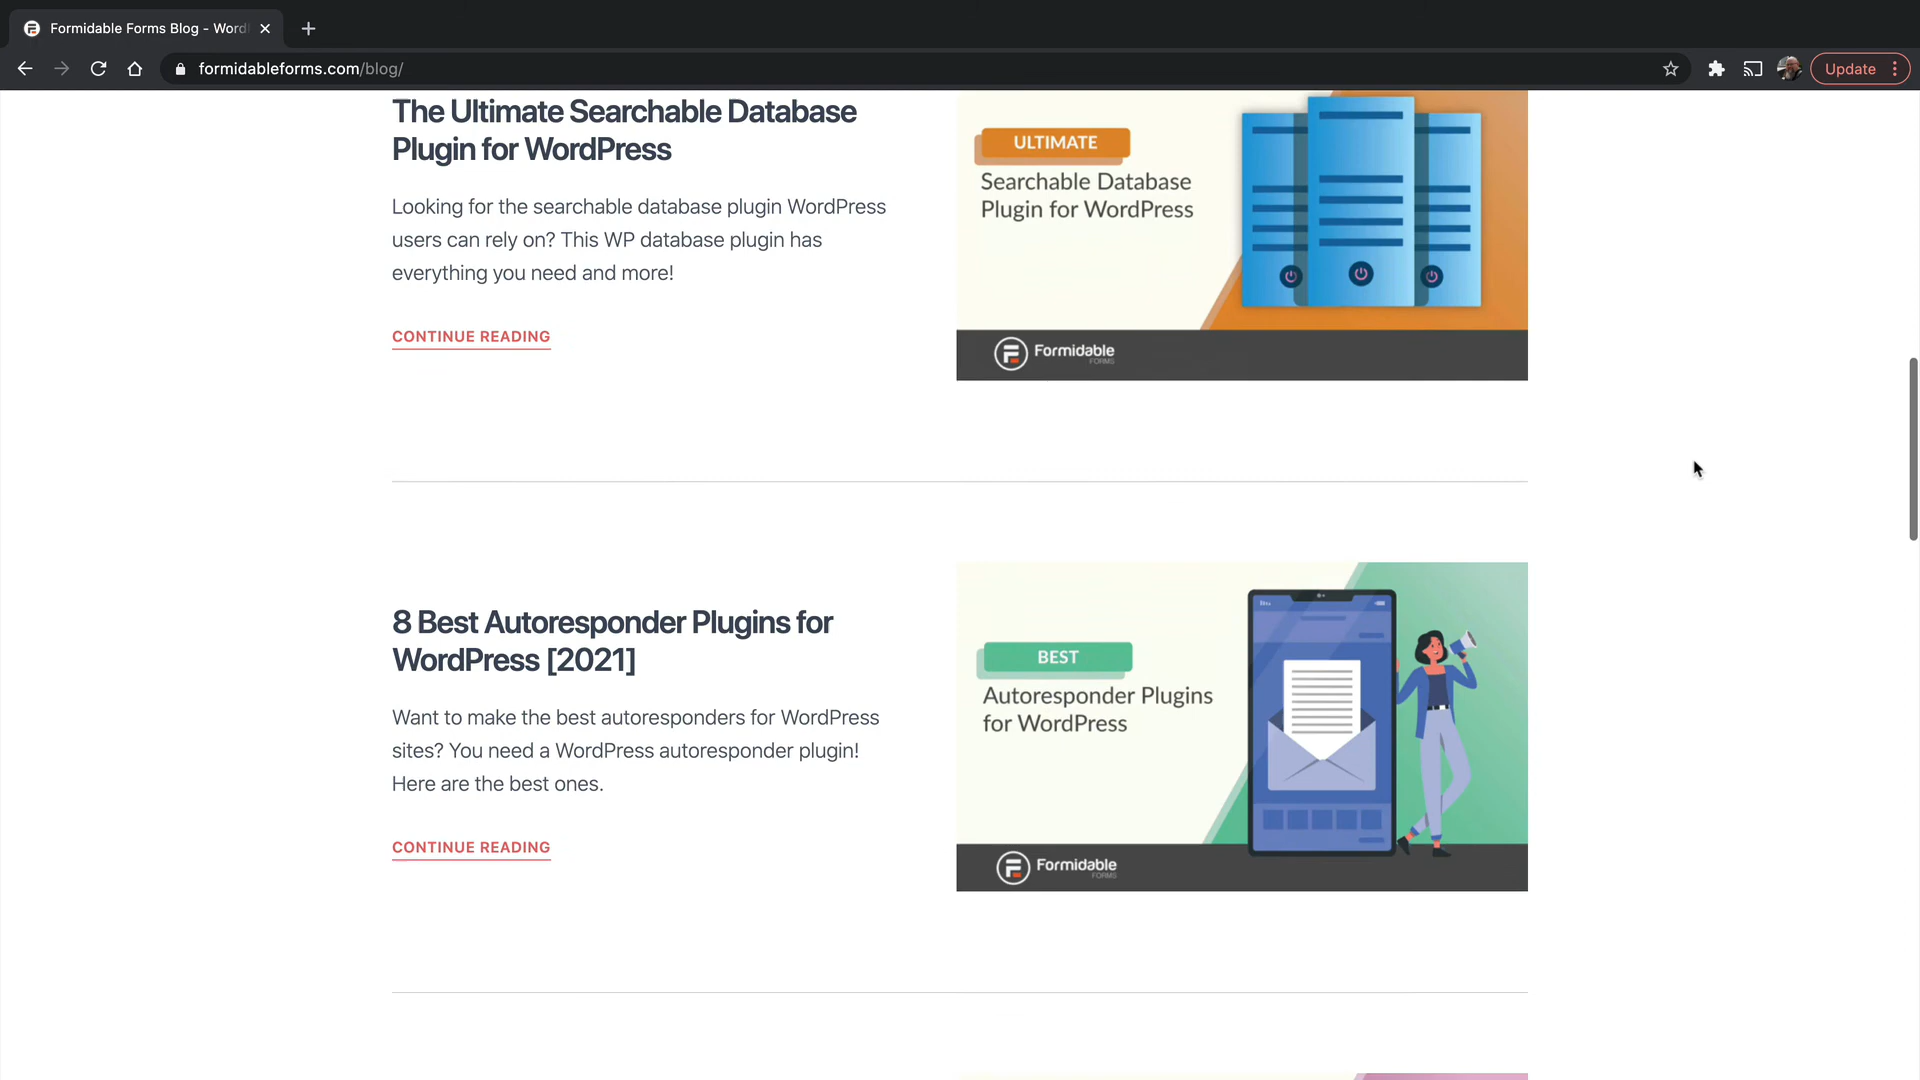 Formidable Forms Blog - Word
formidableforms.com/blog/
Update
The Ultimate Searchable Database
Plugin for WordPress
Looking for the searchable database plugin WordPress
users can rely on? This WP database plugin has
everything you need and more!
CONTINUE READING
ULTIMATE
Searchable Database
Plugin for WordPress
Formidable
FORMS
8 Best Autoresponder Plugins for
WordPress [2021]
Want to make the best autoresponders for WordPress
sites? You need a WordPress autoresponder plugin!
Here are the best ones.
CONTINUE READING
BEST
Autoresponder Plugins
for WordPress
Formidable
FORMS